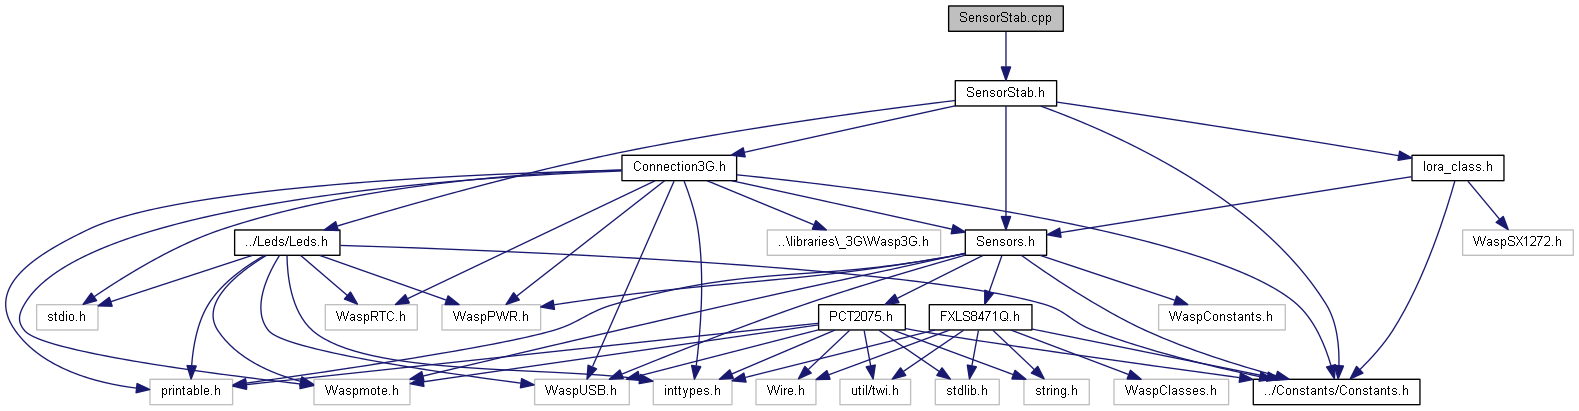 SensorStab.cpp
SensorStab.h
Connection3G.h
lora_class.h
../Leds/Leds.h
..\libraries\_3G\Wasp3G.h
Sensors.h
WaspSX1272.h
stdio.h
WaspRTC.h
WaspPWR.h
PCT2075.h
FXLS8471Q.h
WaspConstants.h
printable.h
Waspmote.h
WaspUSB.h
inttypes.h
Wire.h
util/twi.h
stdlib.h
string.h
WaspClasses.h
../Constants/Constants.h